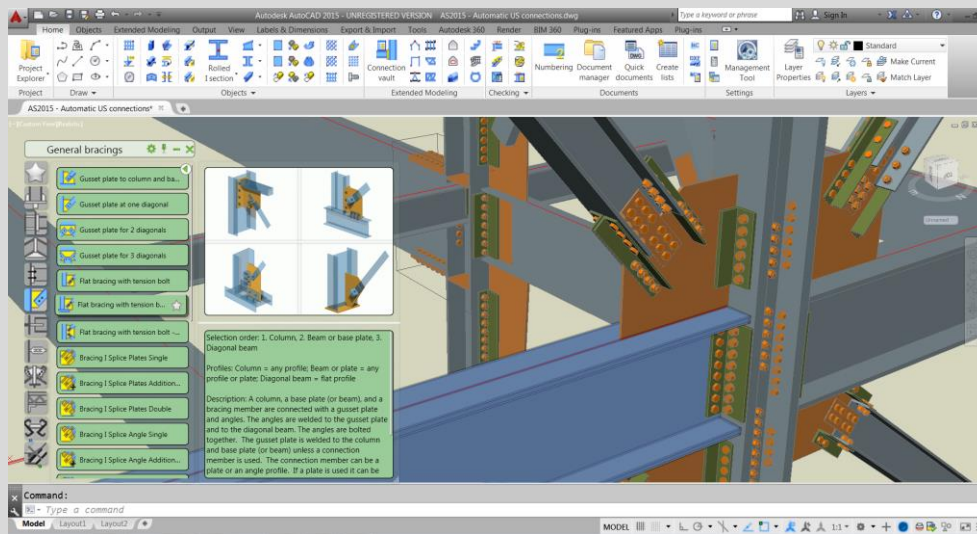 Autodesk AutoCAD 2015 - UNREGISTERED VERSION AS2015 - Automatic US connections.dwg
Type a keyword or phrase
Sign In
Home Objects Extended Modeling Output View Labels & Dimensions Export & Import Tools Autodesk 360 Render BIM 360 Plug-ins Featured Apps Plug-ins
Project Explorer
Rolled I section
Connection vault
Numbering
Document manager
Quick documents
Create lists
Management Tool
Layer Properties
Standard
Make Current
Match Layer
Project Draw Objects Extended Modeling Checking Documents Settings Layers
AS2015 - Automatic US connections*
General bracings
Gusset plate to column and ba...
Gusset plate at one diagonal
Gusset plate for 2 diagonals
Gusset plate for 3 diagonals
Flat bracing with tension bolt
Flat bracing with tension b...
Flat bracing with tension bolt -...
Bracing I Splice Plates Single
Bracing I Splice Plates Addition...
Bracing I Splice Plates Double
Bracing I Splice Angle Single
Bracing I Splice Angle Addition...
Selection order: 1. Column, 2. Beam or base plate, 3.
Diagonal beam
Profiles: Column = any profile; Beam or plate = any
profile or plate; Diagonal beam = flat profile
Description: A column, a base plate (or beam), and a
bracing member are connected with a gusset plate
and angles. The angles are welded to the gusset plate
and to the diagonal beam. The angles are bolted
together. The gusset plate is welded to the column
and base plate (or beam) unless a connection
member is used. The connection member can be a
plate or an angle profile. If a plate is used it can be
Unnamed
Command:
Type a command
Model Layout1 Layout2
MODEL
1:1